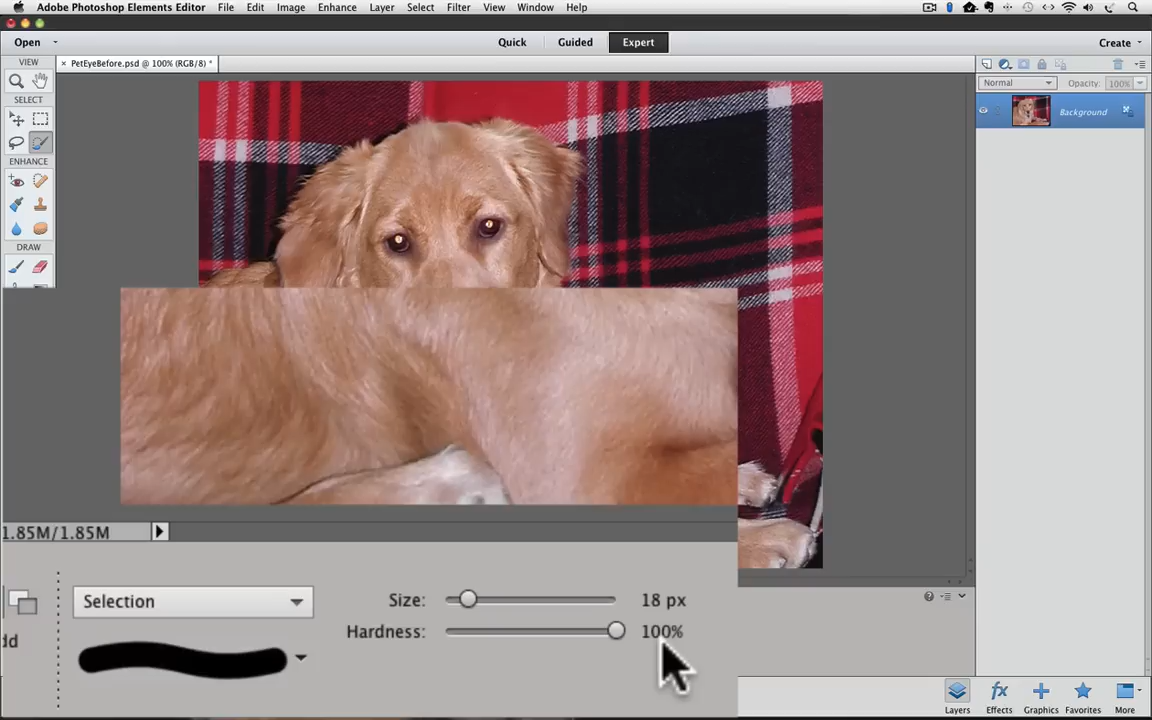 Adobe Photoshop Elements Editor File Edit Image Enhance Layer Select Filter View Window Help
Open Quick Guided Expert Create
VIEW
× PetEyeBefore.psd @ 100% (RGB/8) *
Normal Opacity: 100%
SELECT
Background
ENHANCE
DRAW
1.85M/1.85M
Selection Size: 18 px
Hardness: 100%
dd
Layers Effects Graphics Favorites More